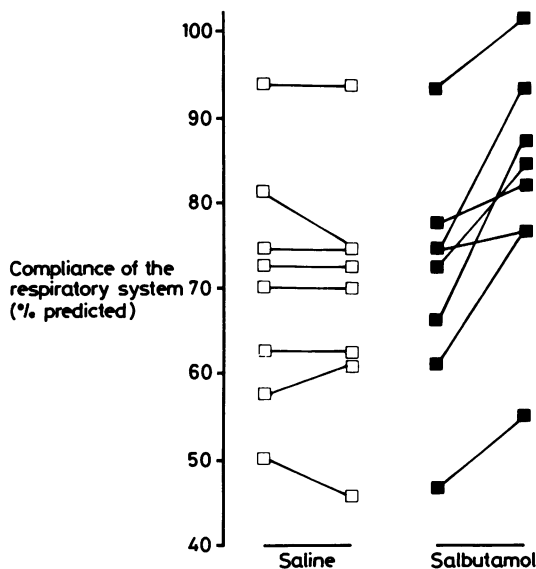 100
90
80
Compliance of the
respiratory system 70
(% predicted)
60
50
40
Saline Salbutamol